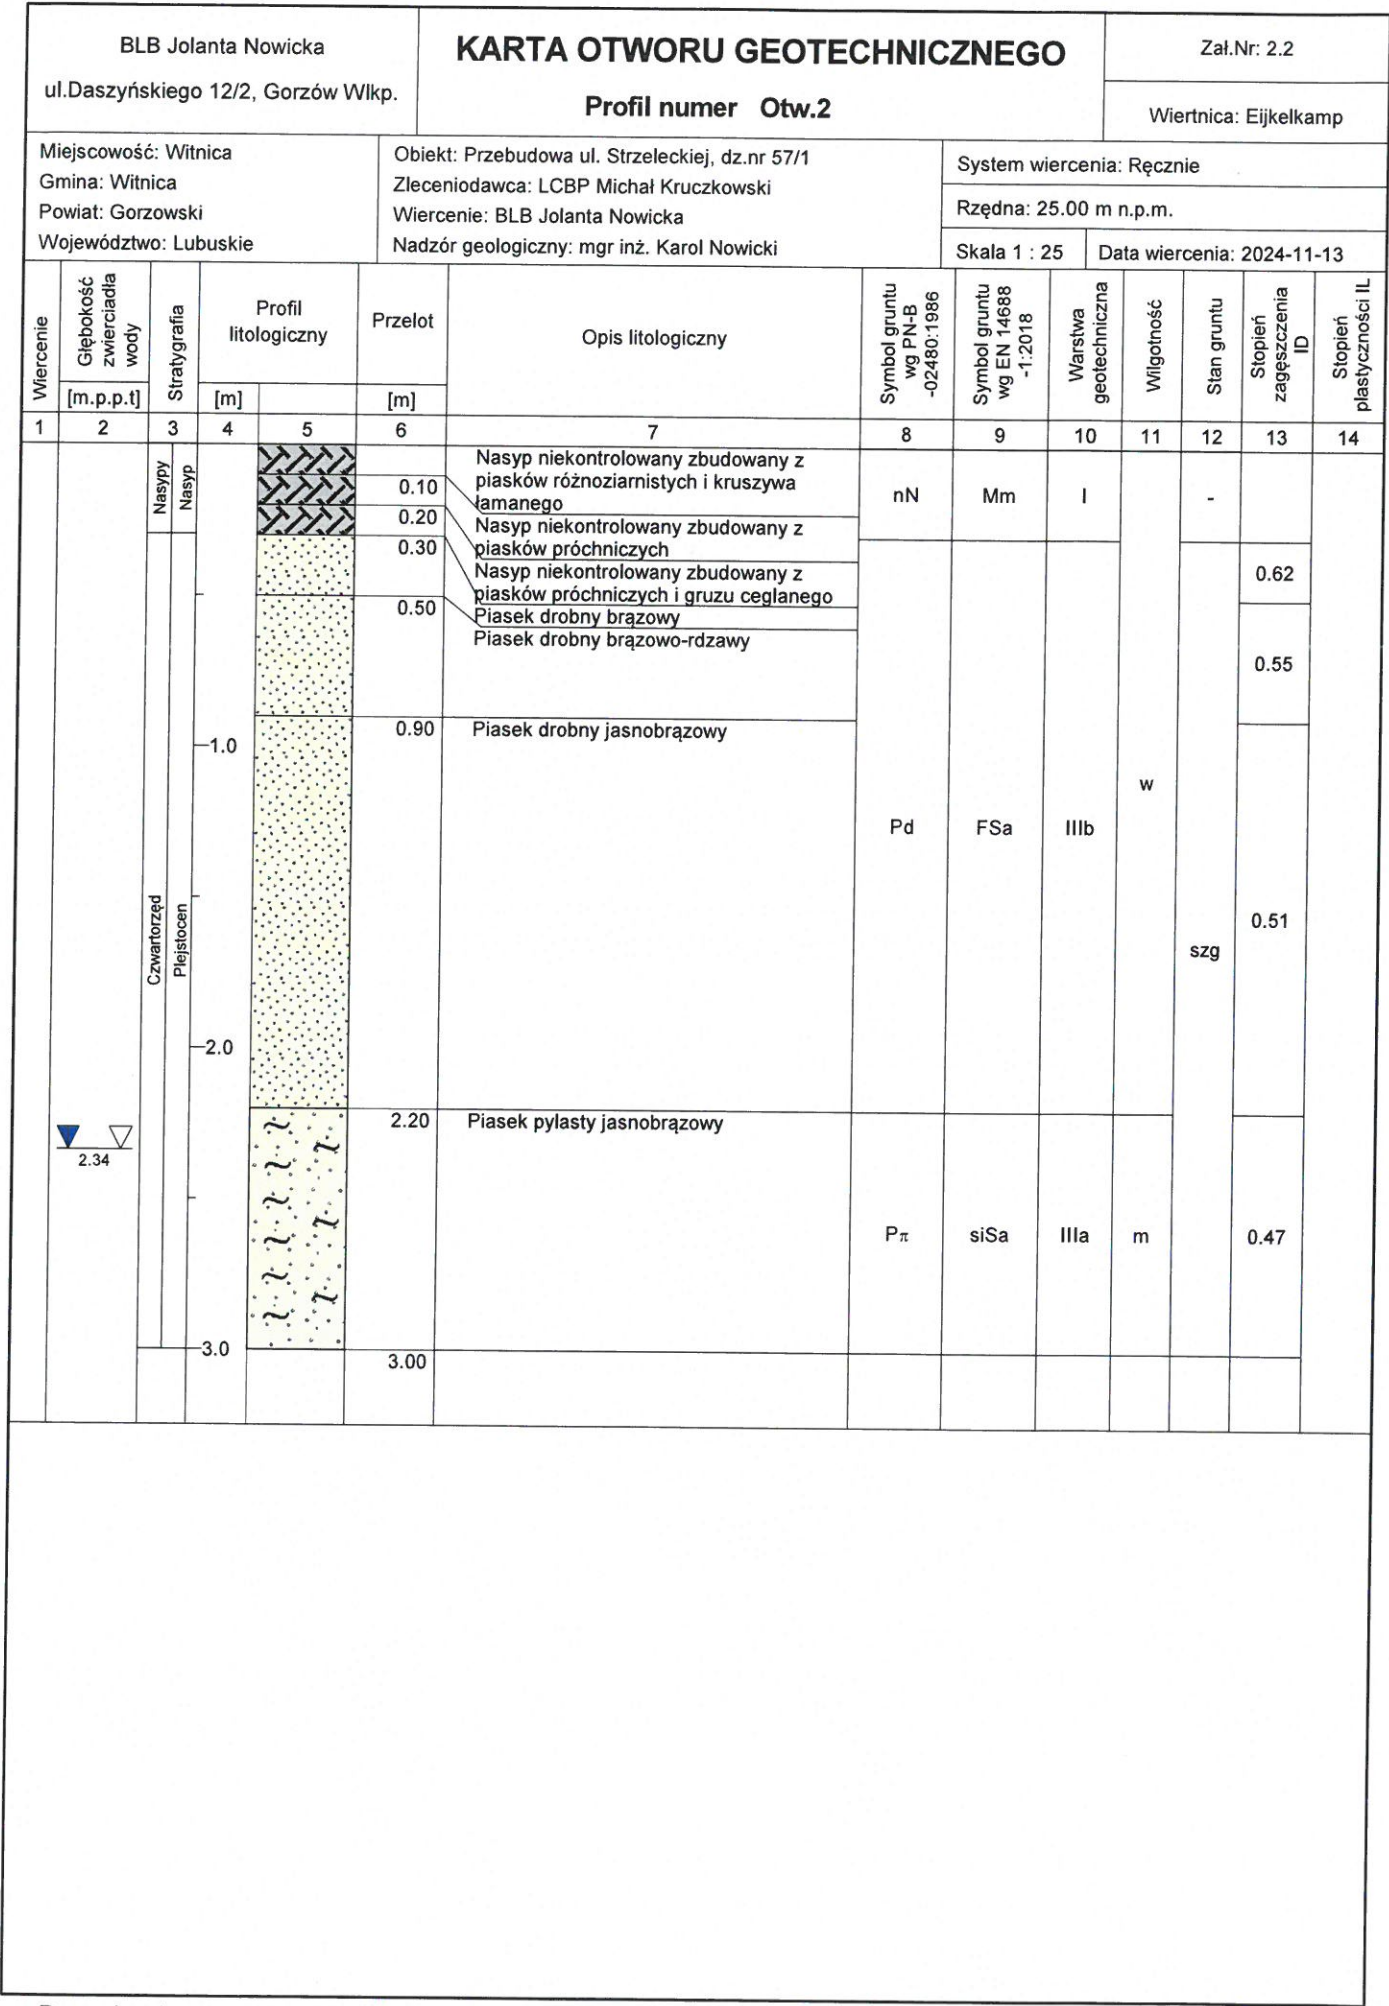 BLB Jolanta Nowicka
ul.Daszyńskiego 12/2, Gorzów Wlkp.
KARTA OTWORU GEOTECHNICZNEGO
Profil numer Otw.2
Zał.Nr: 2.2
Wiertnica: Eijkelkamp
Miejscowość: Witnica
Gmina: Witnica
Powiat: Gorzowski
Województwo: Lubuskie
Obiekt: Przebudowa ul. Strzeleckiej, dz.nr 57/1
Zleceniodawca: LCBP Michał Kruczkowski
Wiercenie: BLB Jolanta Nowicka
Nadzór geologiczny: mgr inż. Karol Nowicki
System wiercenia: Ręcznie
Rzędna: 25.00 m n.p.m.
Skala 1 : 25
Data wiercenia: 2024-11-13
Wiercenie
Głębokość
zwierciadła
wody
[m.p.p.t]
Stratygrafia
Profil
litologiczny
[m]
Przelot
[m]
Opis litologiczny
Symbol gruntu
wg PN-B
-02480:1986
Symbol gruntu
wg EN 14688
-1:2018
Warstwa
geotechniczna
Wilgotność
Stan gruntu
Stopień
zagęszczenia
ID
Stopień
plastyczności IL
1 2 3 4 5 6 7 8 9 10 11 12 13 14
Nasypy
Nasyp
Nasyp niekontrolowany zbudowany z
piasków różnoziarnistych i kruszywa
łamanego
0.10
nN Mm I -
0.20
Nasyp niekontrolowany zbudowany z
piasków próchniczych
0.30
Nasyp niekontrolowany zbudowany z
piasków próchniczych i gruzu ceglanego
0.62
0.50
Piasek drobny brązowy
Piasek drobny brązowo-rdzawy
0.55
0.90
Piasek drobny jasnobrązowy
1.0
w
Pd FSa IIIb
Czwartorzęd
Plejstocen
0.51
szg
2.0
2.20
Piasek pylasty jasnobrązowy
2.34
Pπ siSa IIIa m 0.47
3.0
3.00